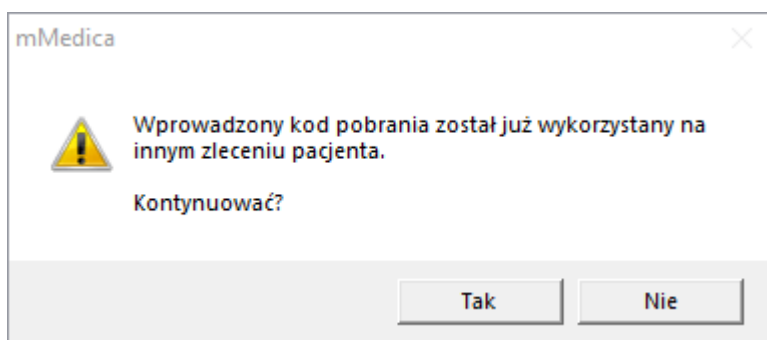 mMedica
Wprowadzony kod pobrania został już wykorzystany na
innym zleceniu pacjenta.
Kontynuować?
Tak
Nie